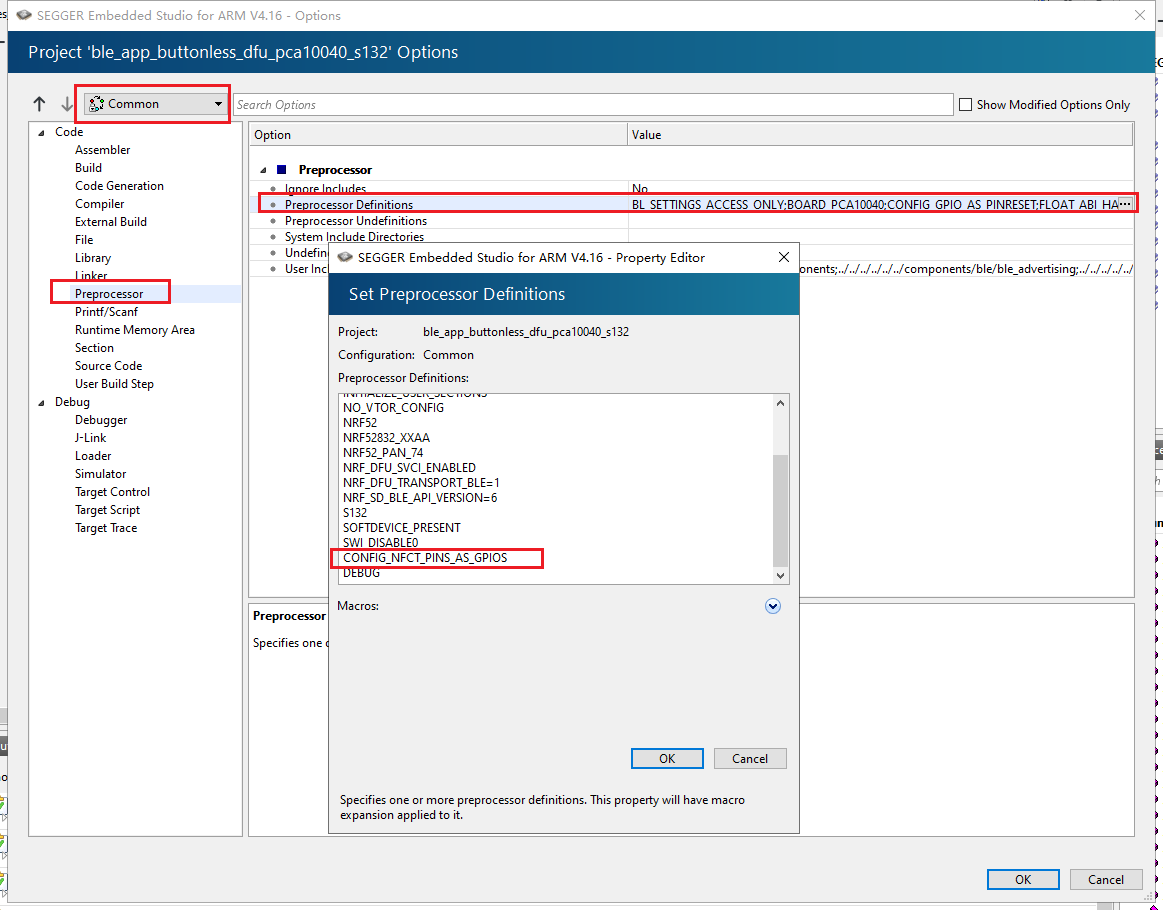 SEGGER Embedded Studio for ARM V4.16 - Options
Project 'ble_app_buttonless_dfu_pca10040_s132' Options
Common
Search Options
Show Modified Options Only
Code
Assembler
Build
Code Generation
Compiler
External Build
File
Library
Linker
Preprocessor
Printf/Scanf
Runtime Memory Area
Section
Source Code
User Build Step
Debug
Debugger
J-Link
Loader
Simulator
Target Control
Target Script
Target Trace
Option Value
Preprocessor
Ignore Includes No
Preprocessor Definitions BL_SETTINGS_ACCESS_ONLY;BOARD_PCA10040;CONFIG_GPIO_AS_PINRESET;FLOAT_ABI_HA
Preprocessor Undefinitions
System Include Directories
Undefin
User Incl onents;../../../../../../components/ble/ble_advertising;../../../../../
Preprocessor
Specifies one
SEGGER Embedded Studio for ARM V4.16 - Property Editor
Set Preprocessor Definitions
Project: ble_app_buttonless_dfu_pca10040_s132
Configuration: Common
Preprocessor Definitions:
INITIALIZE_USER_SECTIONS
NO_VTOR_CONFIG
NRF52
NRF52832_XXAA
NRF52_PAN_74
NRF_DFU_SVCI_ENABLED
NRF_DFU_TRANSPORT_BLE=1
NRF_SD_BLE_API_VERSION=6
S132
SOFTDEVICE_PRESENT
SWI_DISABLE0
CONFIG_NFCT_PINS_AS_GPIOS
DEBUG
Macros:
OK Cancel
Specifies one or more preprocessor definitions. This property will have macro
expansion applied to it.
OK Cancel